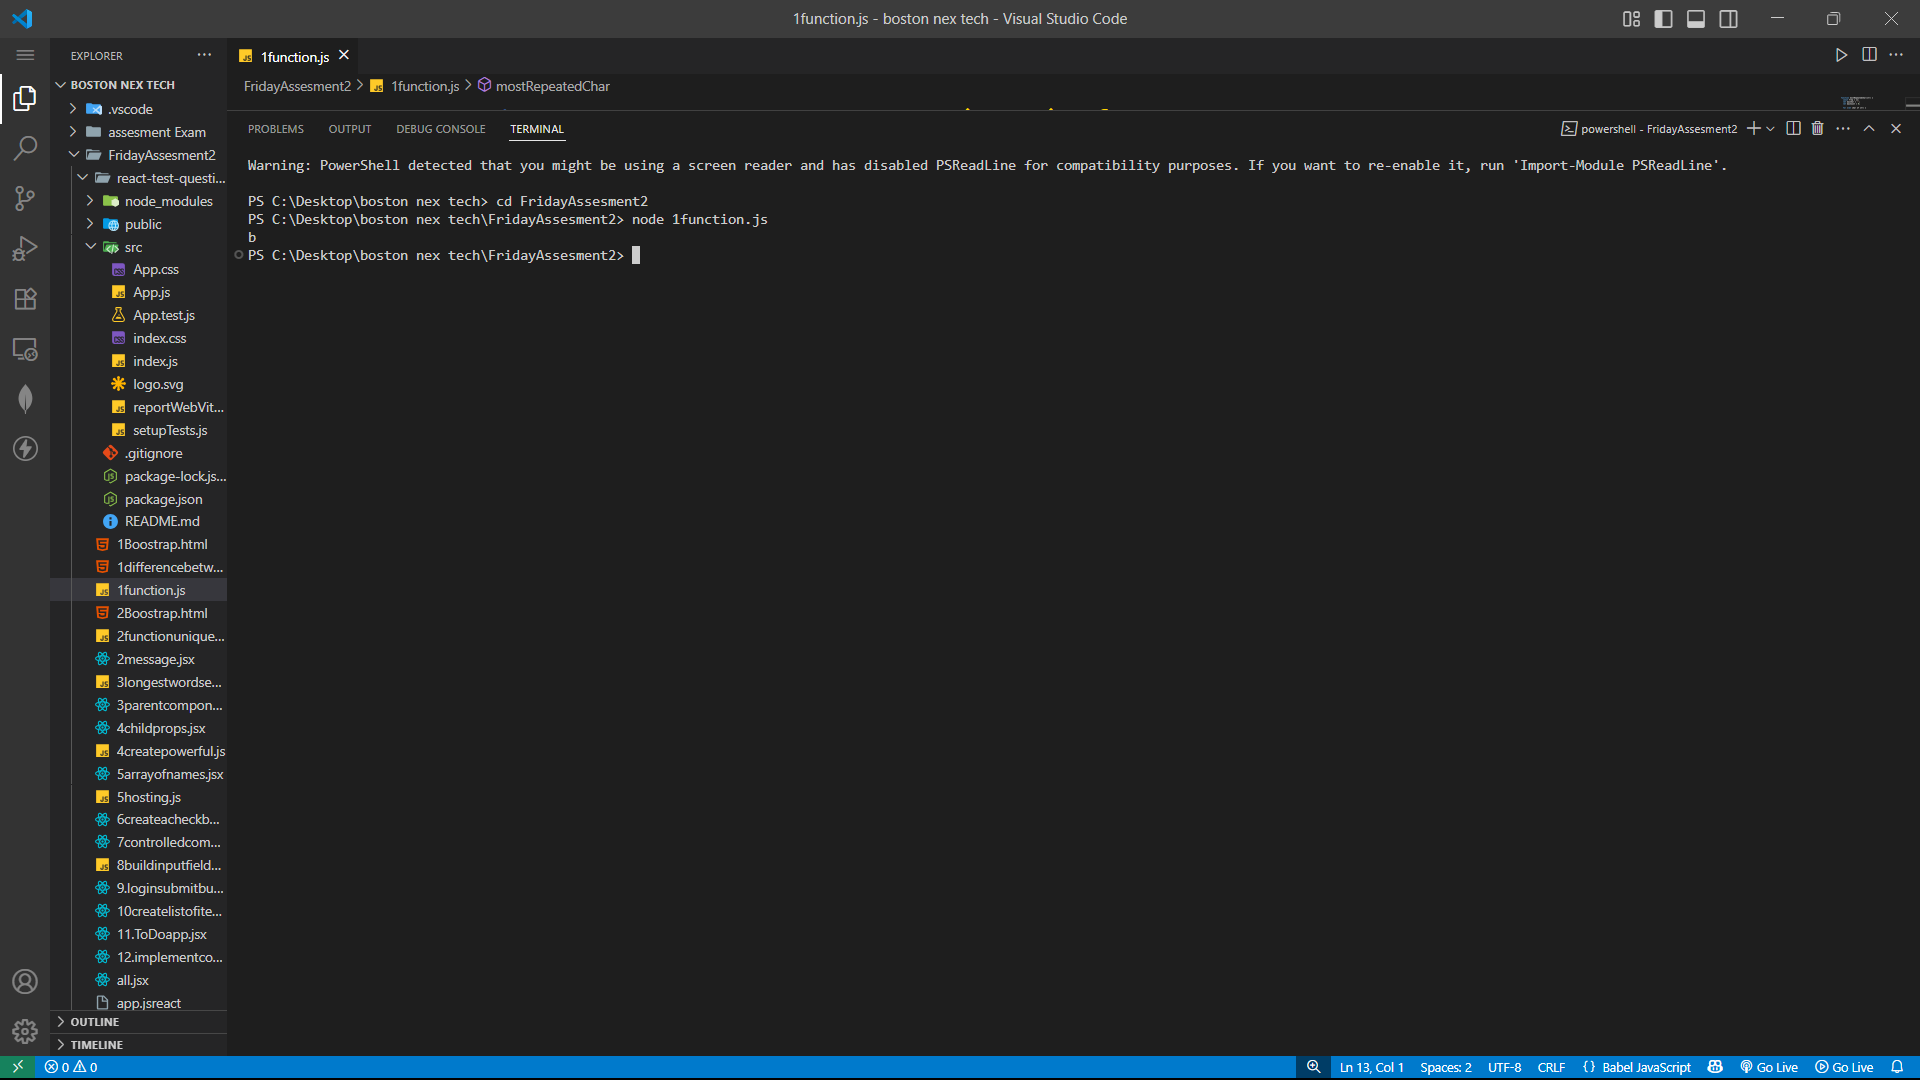 1function.js - boston nex tech - Visual Studio Code
EXPLORER
BOSTON NEX TECH
.vscode
assesment Exam
FridayAssesment2
react-test-questi...
node_modules
public
src
App.css
App.js
App.test.js
index.css
index.js
logo.svg
reportWebVit...
setupTests.js
.gitignore
package-lock.js...
package.json
README.md
1Boostrap.html
1differencebetw...
1function.js
2Boostrap.html
2functionunique...
2message.jsx
3longestwordse...
3parentcompon...
4childprops.jsx
4createpowerful.js
5arrayofnames.jsx
5hosting.js
6createacheckb...
7controlledcom...
8buildinputfield...
9.loginsubmitbu...
10createlistofite...
11.ToDoapp.jsx
12.implementco...
all.jsx
app.jsreact
OUTLINE
TIMELINE
1function.js
FridayAssesment2 > 1function.js > mostRepeatedChar
PROBLEMS OUTPUT DEBUG CONSOLE TERMINAL
powershell - FridayAssesment2
Warning: PowerShell detected that you might be using a screen reader and has disabled PSReadLine for compatibility purposes. If you want to re-enable it, run 'Import-Module PSReadLine'.
PS C:\Desktop\boston nex tech> cd FridayAssesment2
PS C:\Desktop\boston nex tech\FridayAssesment2> node 1function.js
b
PS C:\Desktop\boston nex tech\FridayAssesment2>
0 0 Ln 13, Col 1 Spaces: 2 UTF-8 CRLF { } Babel JavaScript Go Live Go Live